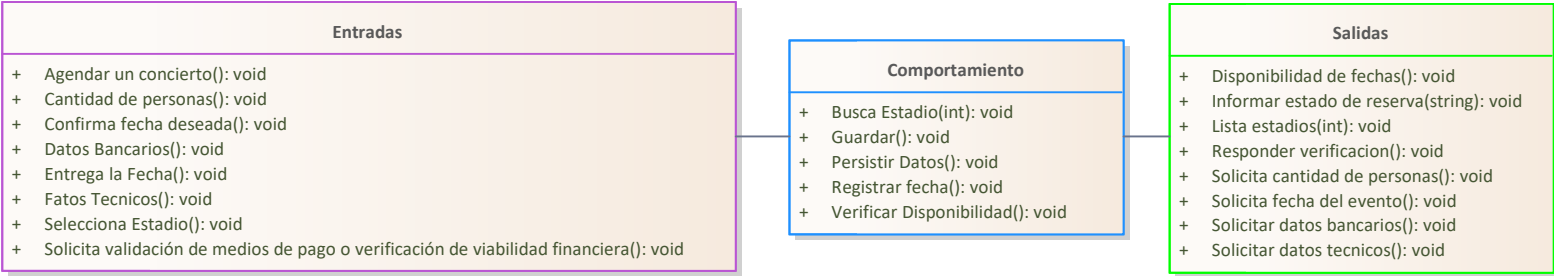 Entradas
+ Agendar un concierto(): void
+ Cantidad de personas(): void
+ Confirma fecha deseada(): void
+ Datos Bancarios(): void
+ Entrega la Fecha(): void
+ Fatos Tecnicos(): void
+ Selecciona Estadio(): void
+ Solicita validación de medios de pago o verificación de viabilidad financiera(): void
Comportamiento
+ Busca Estadio(int): void
+ Guardar(): void
+ Persistir Datos(): void
+ Registrar fecha(): void
+ Verificar Disponibilidad(): void
Salidas
+ Disponibilidad de fechas(): void
+ Informar estado de reserva(string): void
+ Lista estadios(int): void
+ Responder verificacion(): void
+ Solicita cantidad de personas(): void
+ Solicita fecha del evento(): void
+ Solicitar datos bancarios(): void
+ Solicitar datos tecnicos(): void